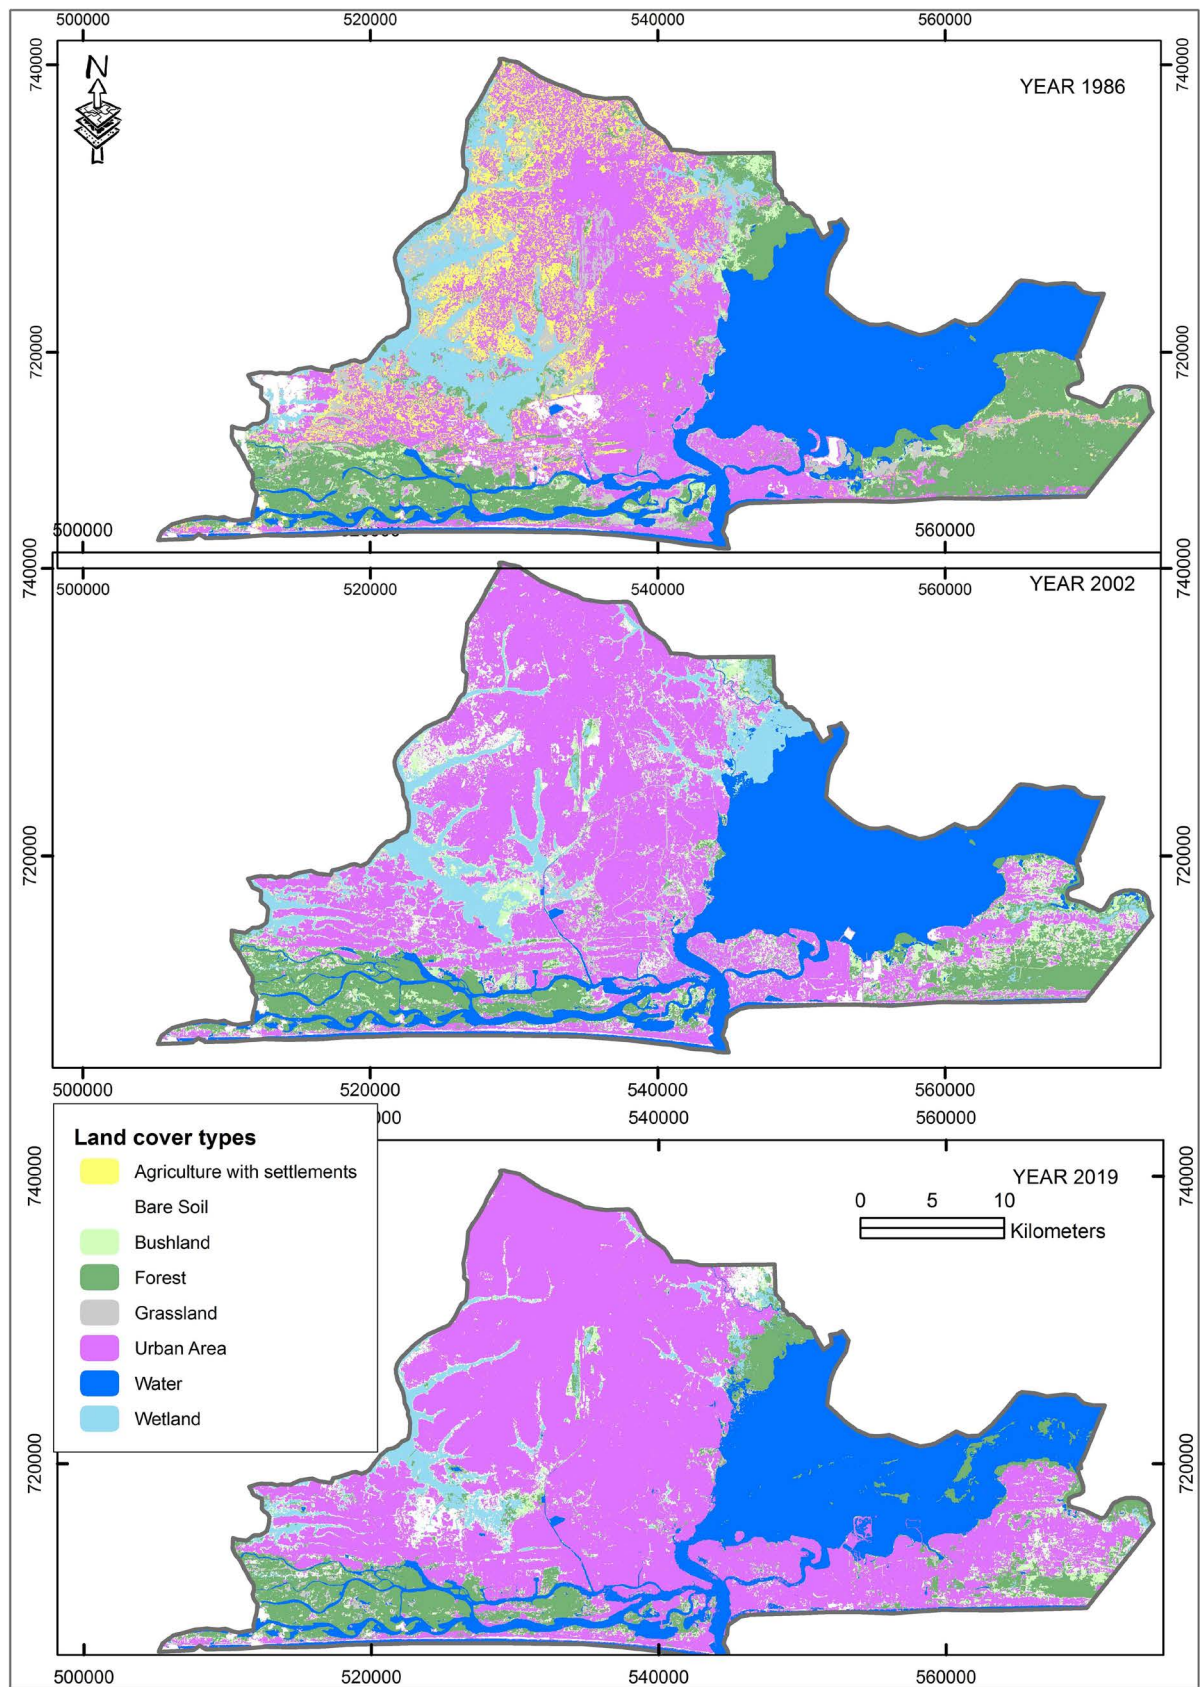 500000 520000 540000 560000
740000 740000
N
YEAR 1986
720000 720000
500000 540000 560000
740000 740000
500000 520000 540000 560000
YEAR 2002
720000 720000
500000 520000 540000 560000
540000 560000
Land cover types
Agriculture with settlements
Bare Soil
Bushland
Forest
Grassland
Urban Area
Water
Wetland
740000 740000
YEAR 2019
0 5 10
Kilometers
720000 720000
500000 520000 540000 560000